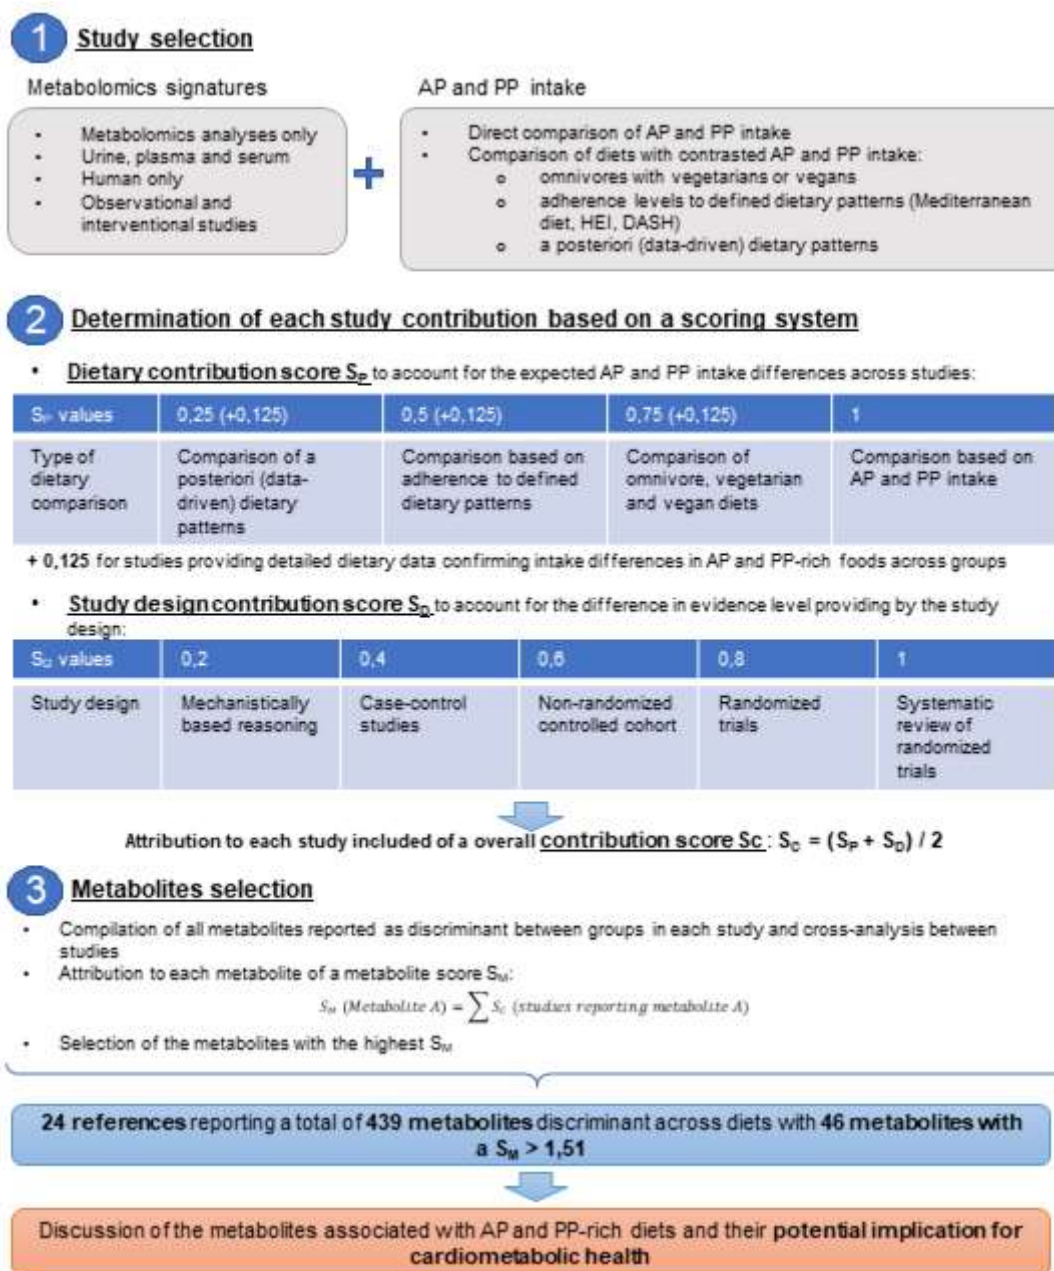 1 Study selection
Metabolomics signatures
AP and PP intake
• Metabolomics analyses only
• Urine, plasma and serum
• Human only
• Observational and
interventional studies
+
• Direct comparison of AP and PP intake
• Comparison of diets with contrasted AP and PP intake:
o omnivores with vegetarians or vegans
o adherence levels to defined dietary patterns (Mediterranean
diet, HEI, DASH)
o a posteriori (data-driven) dietary patterns
2 Determination of each study contribution based on a scoring system
• Dietary contribution score SP to account for the expected AP and PP intake differences across studies:
SP values 0,25 (+0,125) 0,5 (+0,125) 0,75 (+0,125) 1
Type of
dietary
comparison
Comparison of a
posteriori (data-
driven) dietary
patterns
Comparison based on
adherence to defined
dietary patterns
Comparison of
omnivore, vegetarian
and vegan diets
Comparison based on
AP and PP intake
+ 0,125 for studies providing detailed dietary data confirming intake differences in AP and PP-rich foods across groups
• Study design contribution score SD to account for the difference in evidence level providing by the study
design:
SD values 0,2 0,4 0,6 0,8 1
Study design
Mechanistically
based reasoning
Case-control
studies
Non-randomized
controlled cohort
Randomized
trials
Systematic
review of
randomized
trials
Attribution to each study included of a overall contribution score Sc : SC = (SP + SD) / 2
3 Metabolites selection
• Compilation of all metabolites reported as discriminant between groups in each study and cross-analysis between
studies
• Attribution to each metabolite of a metabolite score SM:
SM (Metabolite A) = ∑ SC (studies reporting metabolite A)
• Selection of the metabolites with the highest SM
24 references reporting a total of 439 metabolites discriminant across diets with 46 metabolites with
a SM > 1,51
Discussion of the metabolites associated with AP and PP-rich diets and their potential implication for
cardiometabolic health